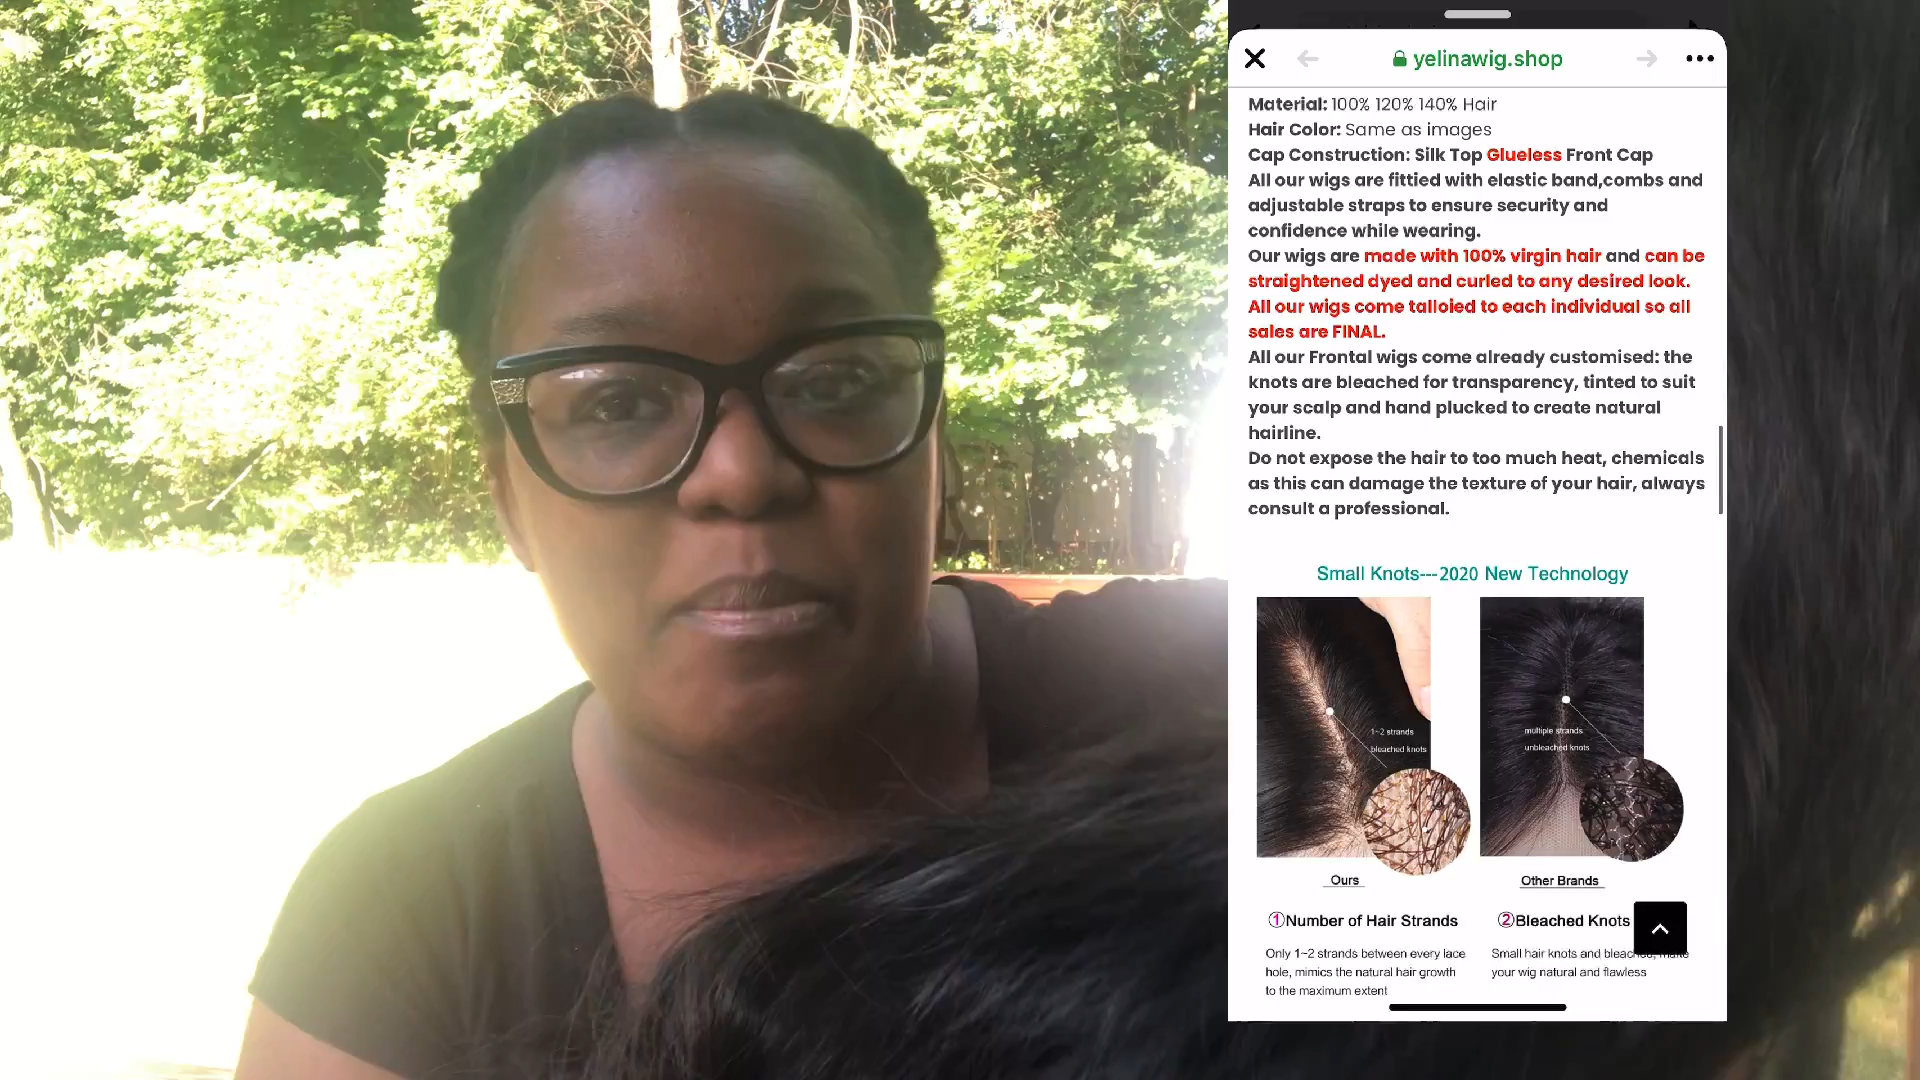 yelinawig.shop
Material: 100% 120% 140% Hair
Hair Color: Same as images
Cap Construction: Silk Top Glueless Front Cap
All our wigs are fittied with elastic band,combs and
adjustable straps to ensure security and
confidence while wearing.
Our wigs are made with 100% virgin hair and can be
straightened dyed and curled to any desired look.
All our wigs come talloied to each individual so all
sales are FINAL.
All our Frontal wigs come already customised: the
knots are bleached for transparency, tinted to suit
your scalp and hand plucked to create natural
hairline.
Do not expose the hair to too much heat, chemicals
as this can damage the texture of your hair, always
consult a professional.
Small Knots---2020 New Technology
1~2 strands
bleached knots
multiple strands
unbleached knots
Ours
Other Brands
①Number of Hair Strands
②Bleached Knots
Only 1~2 strands between every lace
hole, mimics the natural hair growth
to the maximum extent
Small hair knots and
your wig natural and flawless